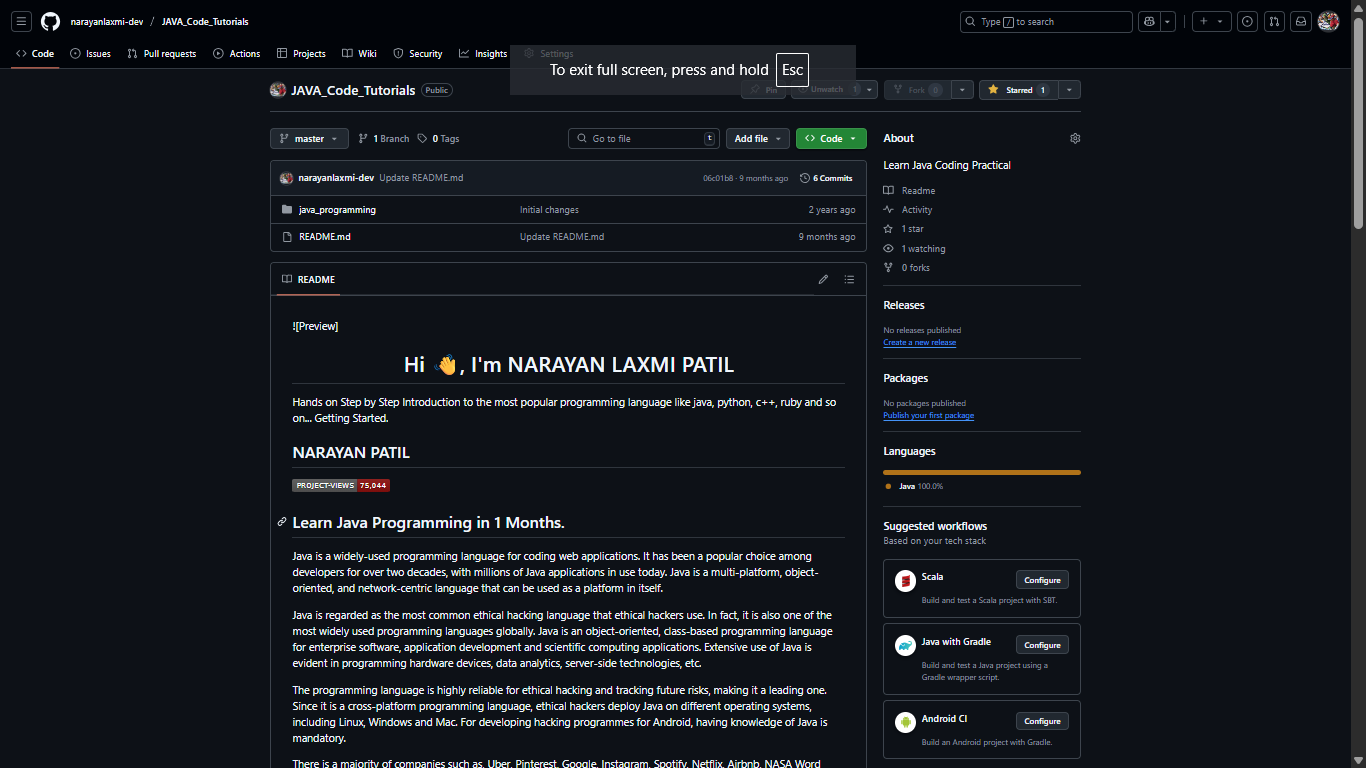 narayanlaxmi-dev / JAVA_Code_Tutorials
Type / to search
Code
Issues
Pull requests
Actions
Projects
Wiki
Security
Insights
Settings
To exit full screen, press and hold Esc
JAVA_Code_Tutorials Public
Pin
Unwatch 1
Fork 0
Starred 1
master
1 Branch
0 Tags
Go to file t
Add file
Code
narayanlaxmi-dev Update README.md 06c01b8 · 9 months ago 6 Commits
java_programming Initial changes 2 years ago
README.md Update README.md 9 months ago
README
![Preview]
Hi 👋, I'm NARAYAN LAXMI PATIL
Hands on Step by Step Introduction to the most popular programming language like java, python, c++, ruby and so
on... Getting Started.
NARAYAN PATIL
PROJECT-VIEWS 75,044
Learn Java Programming in 1 Months.
Java is a widely-used programming language for coding web applications. It has been a popular choice among
developers for over two decades, with millions of Java applications in use today. Java is a multi-platform, object-
oriented, and network-centric language that can be used as a platform in itself.
Java is regarded as the most common ethical hacking language that ethical hackers use. In fact, it is also one of the
most widely used programming languages globally. Java is an object-oriented, class-based programming language
for enterprise software, application development and scientific computing applications. Extensive use of Java is
evident in programming hardware devices, data analytics, server-side technologies, etc.
The programming language is highly reliable for ethical hacking and tracking future risks, making it a leading one.
Since it is a cross-platform programming language, ethical hackers deploy Java on different operating systems,
including Linux, Windows and Mac. For developing hacking programmes for Android, having knowledge of Java is
mandatory.
There is a majority of companies such as, Uber, Pinterest, Google, Instagram, Spotify, Netflix, Airbnb, NASA Word
About
Learn Java Coding Practical
Readme
Activity
1 star
1 watching
0 forks
Releases
No releases published
Create a new release
Packages
No packages published
Publish your first package
Languages
Java 100.0%
Suggested workflows
Based on your tech stack
Scala Configure
Build and test a Scala project with SBT.
Java with Gradle Configure
Build and test a Java project using a
Gradle wrapper script.
Android CI Configure
Build an Android project with Gradle.